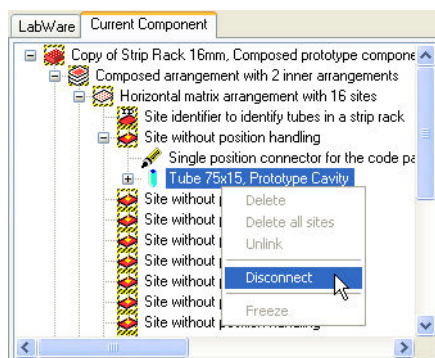 LabWare
Current Component
Copy of Strip Rack 16mm, Composed prototype compone
Composed arrangement with 2 inner arrangements
Horizontal matrix arrangement with 16 sites
Site identifier to identify tubes in a strip rack
Site without position handling
Single position connector for the code pa
Tube 75x15, Prototype Cavity
Site without p
Delete
Site without p
Delete all sites
Site without p
Unlink
Site without p
Site without p
Disconnect
Site without p
Freeze
Site without position handling